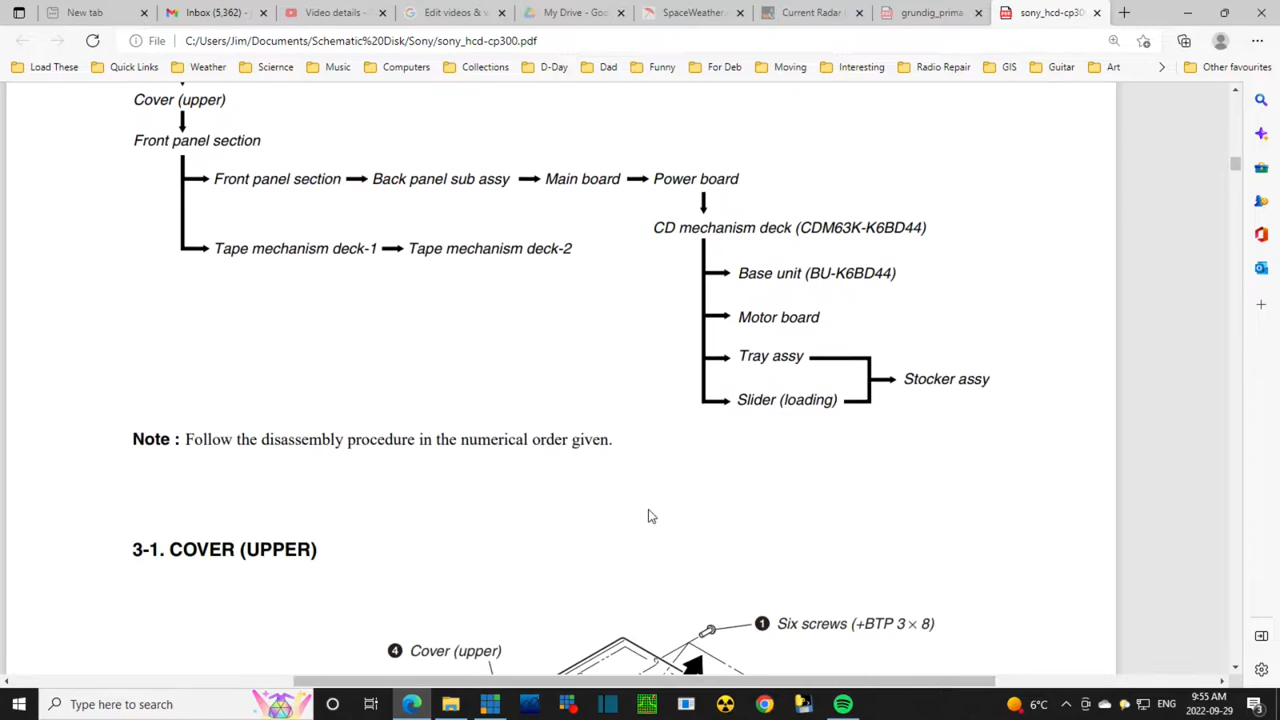 New tab
Inbox (5,362) -
Video details -
Edit videos & v
My Drive - Goo
SpaceWeather.
Current Radar
grundig_prima
sony_hcd-cp300
File
C:/Users/Jim/Documents/Schematic%20Disk/Sony/sony_hcd-cp300.pdf
Load These
Quick Links
Weather
Sciernce
Music
Computers
Collections
D-Day
Dad
Funny
For Deb
Moving
Interesting
Radio Repair
GIS
Guitar
Art
Other favourites
Cover (upper)
Front panel section
Front panel section
Back panel sub assy
Main board
Power board
CD mechanism deck (CDM63K-K6BD44)
Tape mechanism deck-1
Tape mechanism deck-2
Base unit (BU-K6BD44)
Motor board
Tray assy
Stocker assy
Slider (loading)
Note : Follow the disassembly procedure in the numerical order given.
3-1. COVER (UPPER)
1 Six screws (+BTP 3 × 8)
4 Cover (upper)
Type here to search
6°C
ENG
9:55 AM
2022-09-29
3